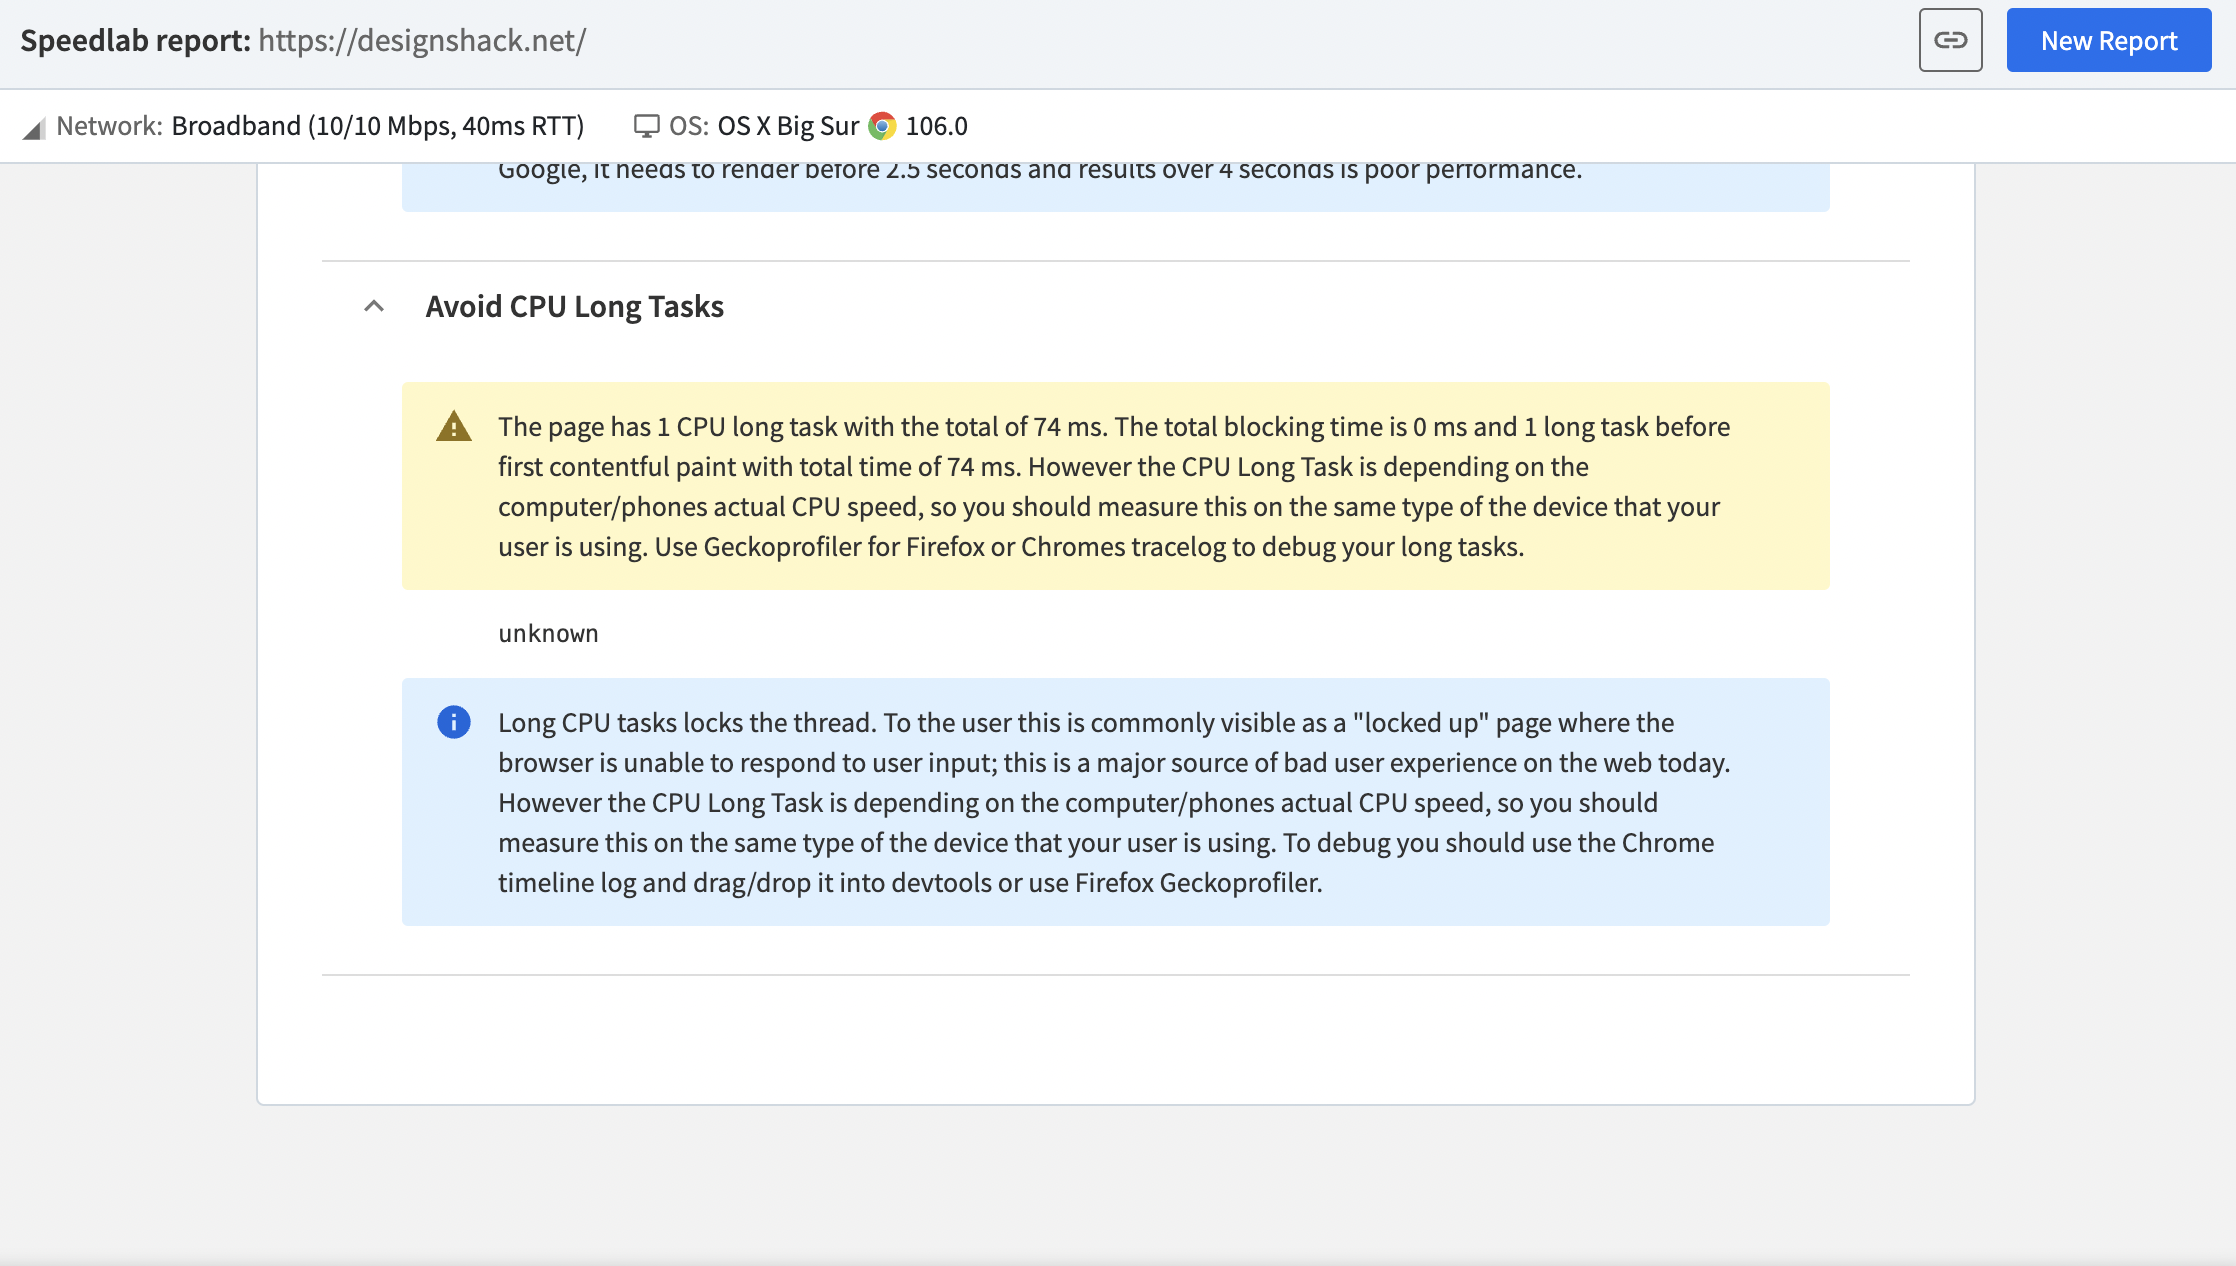 Speedlab report: https://designshack.net/
New Report
Network: Broadband (10/10 Mbps, 40ms RTT) OS: OS X Big Sur 106.0
Google, it needs to render before 2.5 seconds and results over 4 seconds is poor performance.
Avoid CPU Long Tasks
The page has 1 CPU long task with the total of 74 ms. The total blocking time is 0 ms and 1 long task before
first contentful paint with total time of 74 ms. However the CPU Long Task is depending on the
computer/phones actual CPU speed, so you should measure this on the same type of the device that your
user is using. Use Geckoprofiler for Firefox or Chromes tracelog to debug your long tasks.
unknown
Long CPU tasks locks the thread. To the user this is commonly visible as a "locked up" page where the
browser is unable to respond to user input; this is a major source of bad user experience on the web today.
However the CPU Long Task is depending on the computer/phones actual CPU speed, so you should
measure this on the same type of the device that your user is using. To debug you should use the Chrome
timeline log and drag/drop it into devtools or use Firefox Geckoprofiler.